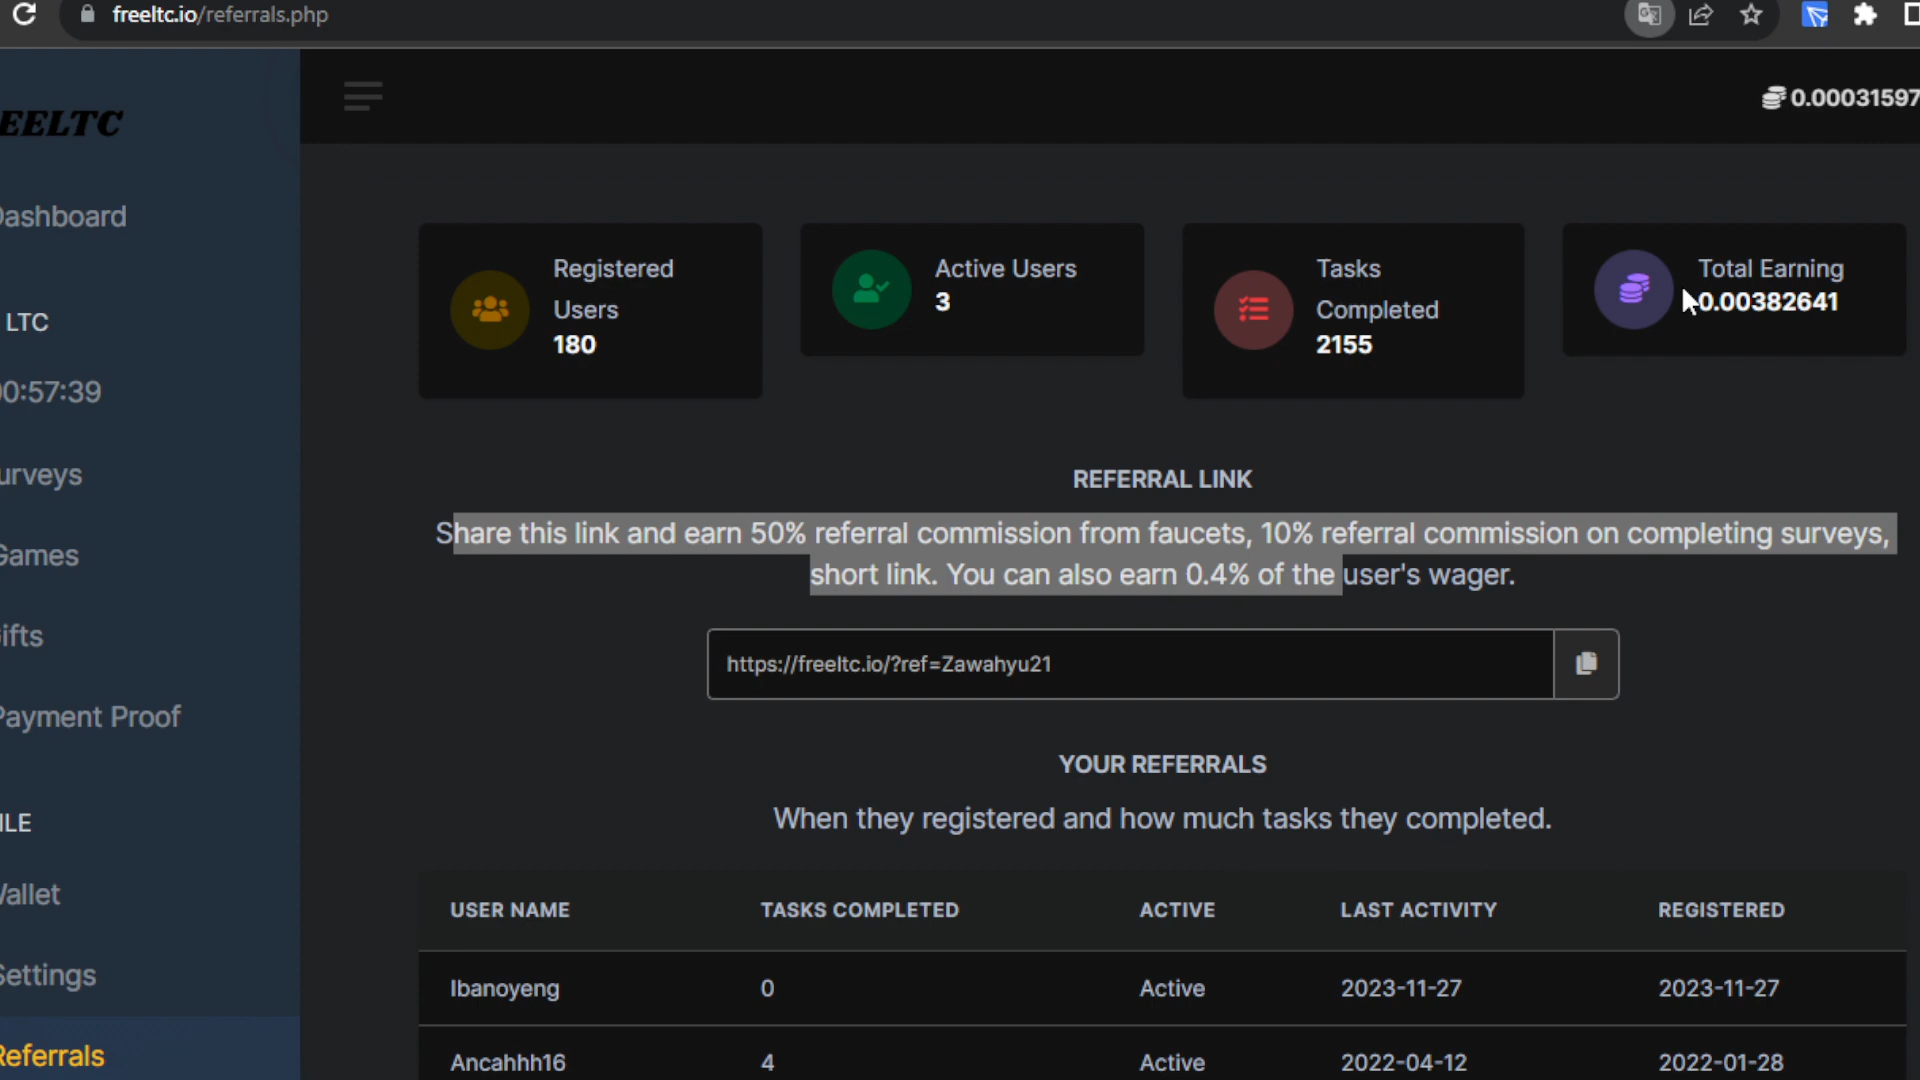 freeltc.io/referrals.php
EELTC
0.00031597
Dashboard
LTC
0:57:39
urveys
Games
ifts
Payment Proof
ILE
Wallet
Settings
Referrals
Registered
Users
180
Active Users
3
Tasks
Completed
2155
Total Earning
0.00382641
REFERRAL LINK
Share this link and earn 50% referral commission from faucets, 10% referral commission on completing surveys,
short link. You can also earn 0.4% of the user's wager.
https://freeltc.io/?ref=Zawahyu21
YOUR REFERRALS
When they registered and how much tasks they completed.
USER NAME TASKS COMPLETED ACTIVE LAST ACTIVITY REGISTERED
Ibanoyeng 0 Active 2023-11-27 2023-11-27
Ancahhh16 4 Active 2022-04-12 2022-01-28